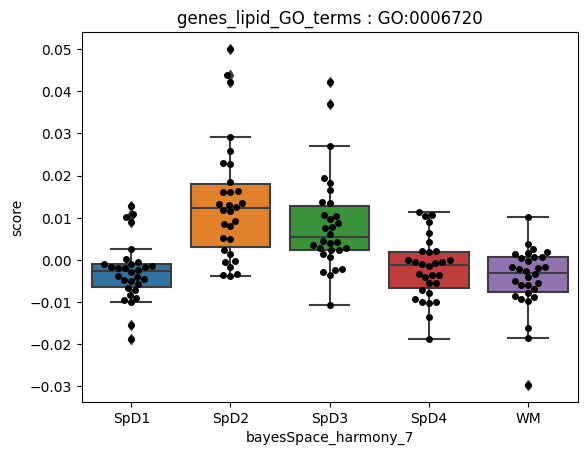 genes_lipid_GO_terms : GO:0006720
score
0.05
0.04
0.03
0.02
0.01
0.00
−0.01
−0.02
−0.03
SpD1 SpD2 SpD3 SpD4 WM
bayesSpace_harmony_7